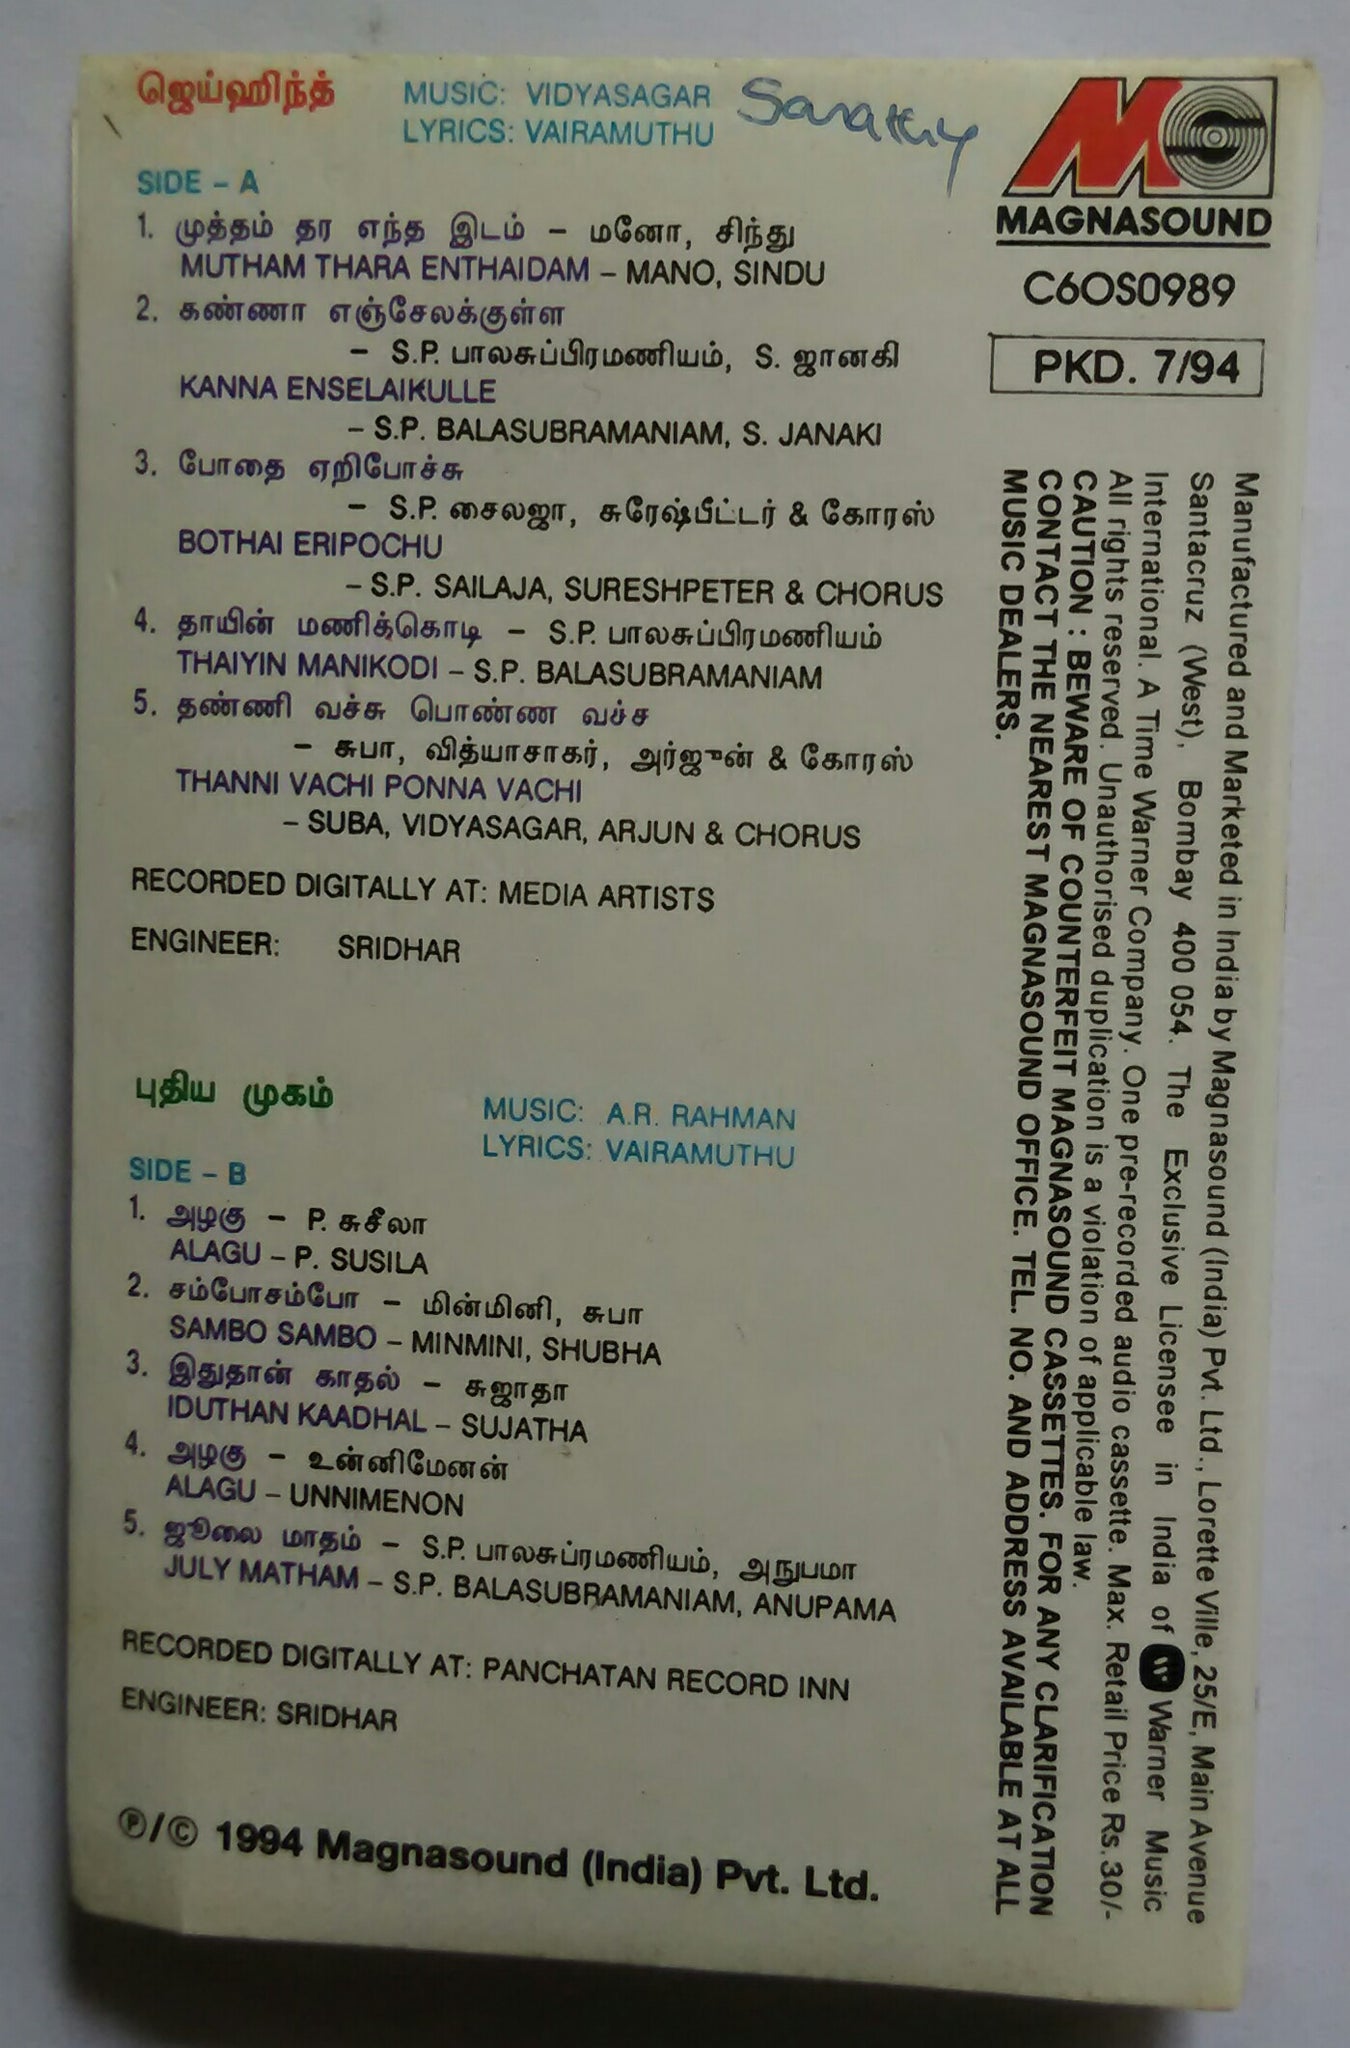 ஜெய்ஹிந்த்
MUSIC: VIDYASAGAR
LYRICS: VAIRAMUTHU
Sarathy
SIDE – A
1. முத்தம் தர எந்த இடம் – மனோ, சிந்து
MUTHAM THARA ENTHAIDAM – MANO, SINDU
2. கண்ணா எஞ்சேலக்குள்ள
– S.P. பாலசுப்பிரமணியம், S. ஜானகி
KANNA ENSELAIKULLE
– S.P. BALASUBRAMANIAM, S. JANAKI
3. போதை ஏறிபோச்சு
– S.P. சைலஜா, சுரேஷ்பீட்டர் & கோரஸ்
BOTHAI ERIPOCHU
– S.P. SAILAJA, SURESHPETER & CHORUS
4. தாயின் மணிக்கொடி – S.P. பாலசுப்பிரமணியம்
THAIYIN MANIKODI – S.P. BALASUBRAMANIAM
5. தண்ணி வச்சு பொண்ண வச்ச
– சுபா, வித்யாசாகர், அர்ஜுன் & கோரஸ்
THANNI VACHI PONNA VACHI
– SUBA, VIDYASAGAR, ARJUN & CHORUS
RECORDED DIGITALLY AT: MEDIA ARTISTS
ENGINEER: SRIDHAR
புதிய முகம்
MUSIC: A.R. RAHMAN
LYRICS: VAIRAMUTHU
SIDE – B
1. அழகு – P. சுசீலா
ALAGU – P. SUSILA
2. சம்போசம்போ – மின்மினி, சுபா
SAMBO SAMBO – MINMINI, SHUBHA
3. இதுதான் காதல் – சுஜாதா
IDUTHAN KAADHAL – SUJATHA
4. அழகு – உன்னிமேனன்
ALAGU – UNNIMENON
5. ஜூலை மாதம் – S.P. பாலசுப்ரமணியம், அநுபமா
JULY MATHAM – S.P. BALASUBRAMANIAM, ANUPAMA
RECORDED DIGITALLY AT: PANCHATAN RECORD INN
ENGINEER: SRIDHAR
℗/© 1994 Magnasound (India) Pvt. Ltd.
MAGNASOUND
C6OS0989
PKD. 7/94
Manufactured and Marketed in India by Magnasound (India) Pvt. Ltd., Lorette Ville, 25/E, Main Avenue
Santacruz (West), Bombay 400 054. The Exclusive Licensee in India of Warner Music
International. A Time Warner Company. One pre-recorded audio cassette. Max. Retail Price Rs. 30/-
All rights reserved. Unauthorised duplication is a violation of applicable law.
CAUTION : BEWARE OF COUNTERFEIT MAGNASOUND CASSETTES. FOR ANY CLARIFICATION
CONTACT THE NEAREST MAGNASOUND OFFICE. TEL. NO. AND ADDRESS AVAILABLE AT ALL
MUSIC DEALERS.